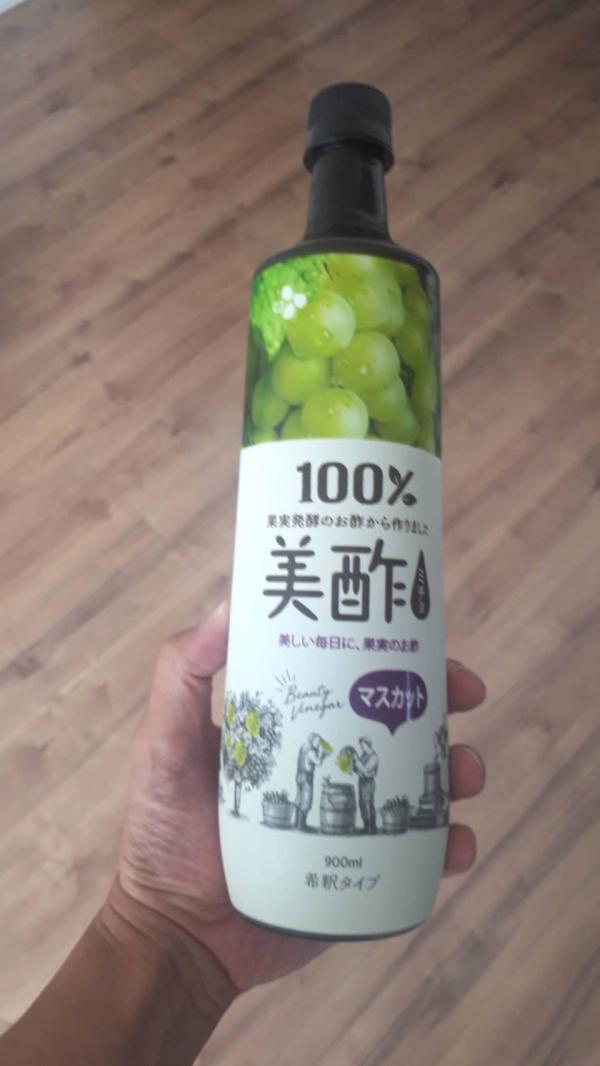 100%
果実発酵のお酢から作りました
美酢
ミチョ
美しい毎日に、果実のお酢
Beauty
Vinegar
マスカット
900ml
希釈タイプ